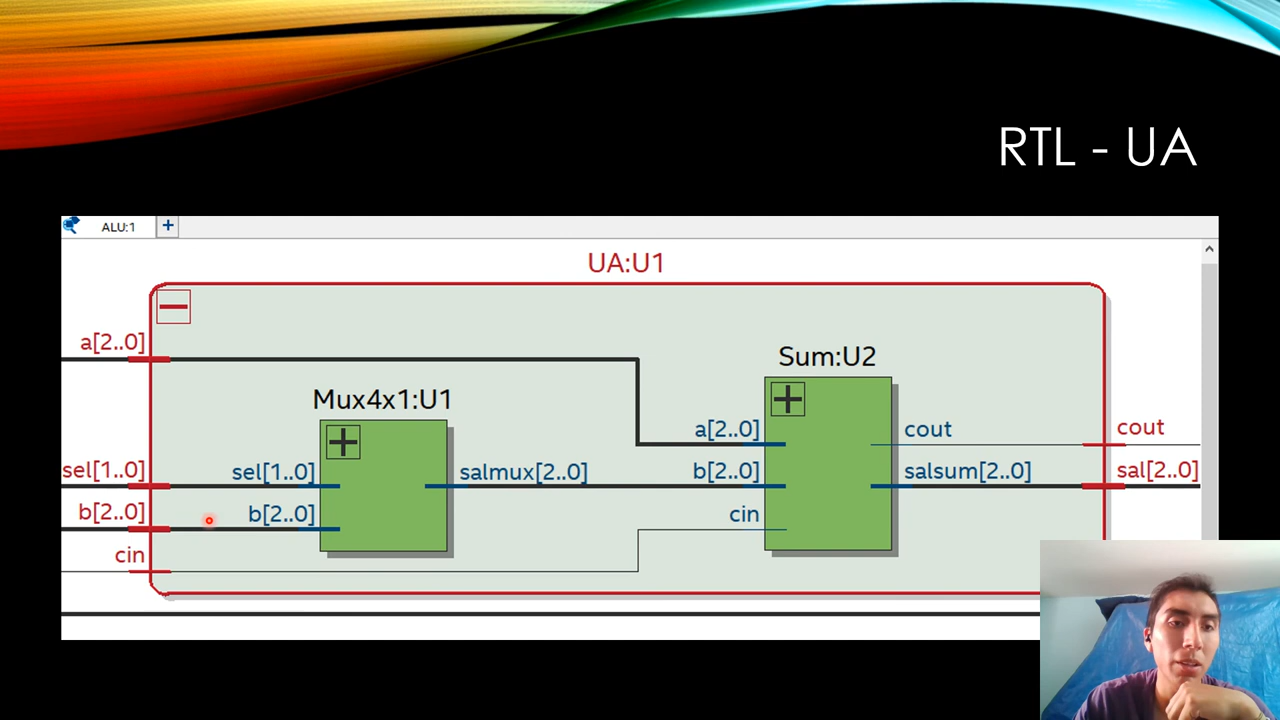 RTL - UA
ALU:1
UA:U1
a[2..0]
Sum:U2
Mux4x1:U1
a[2..0]
cout
cout
sel[1..0]
sel[1..0]
salmux[2..0]
b[2..0]
salsum[2..0]
sal[2..0]
b[2..0]
b[2..0]
cin
cin